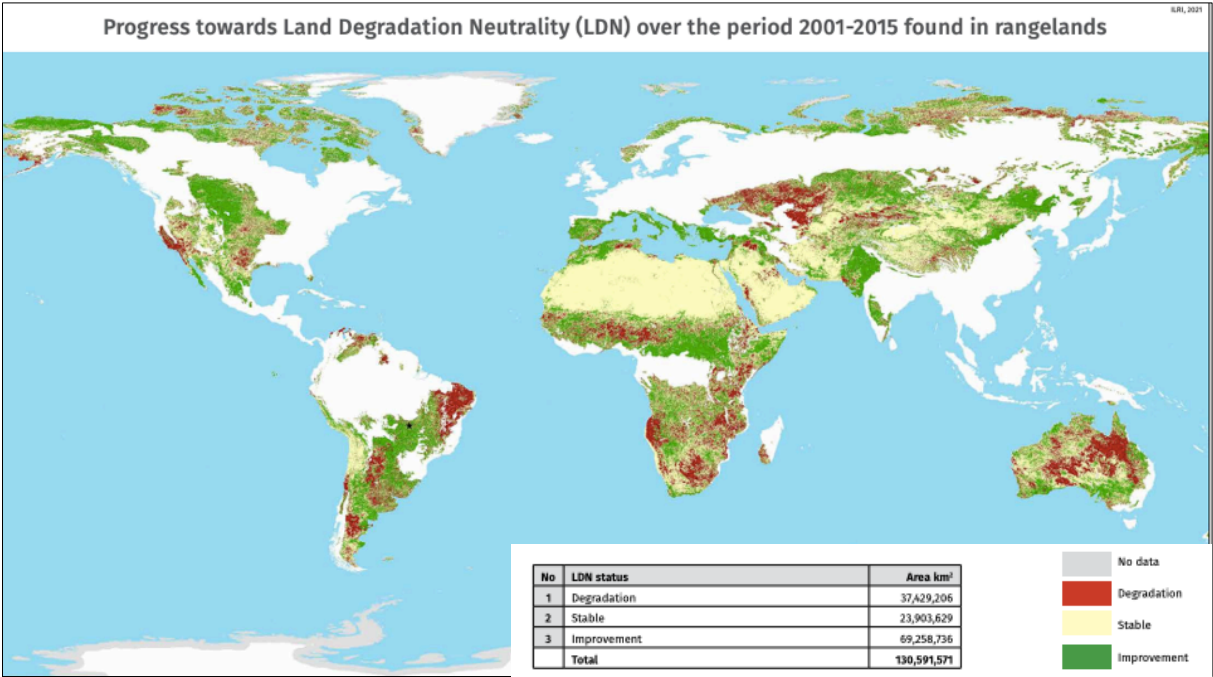 ILRI, 2021
Progress towards Land Degradation Neutrality (LDN) over the period 2001-2015 found in rangelands
No LDN status Area km²
1 Degradation 37,429,206
2 Stable 23,903,629
3 Improvement 69,258,736
Total 130,591,571
No data
Degradation
Stable
Improvement